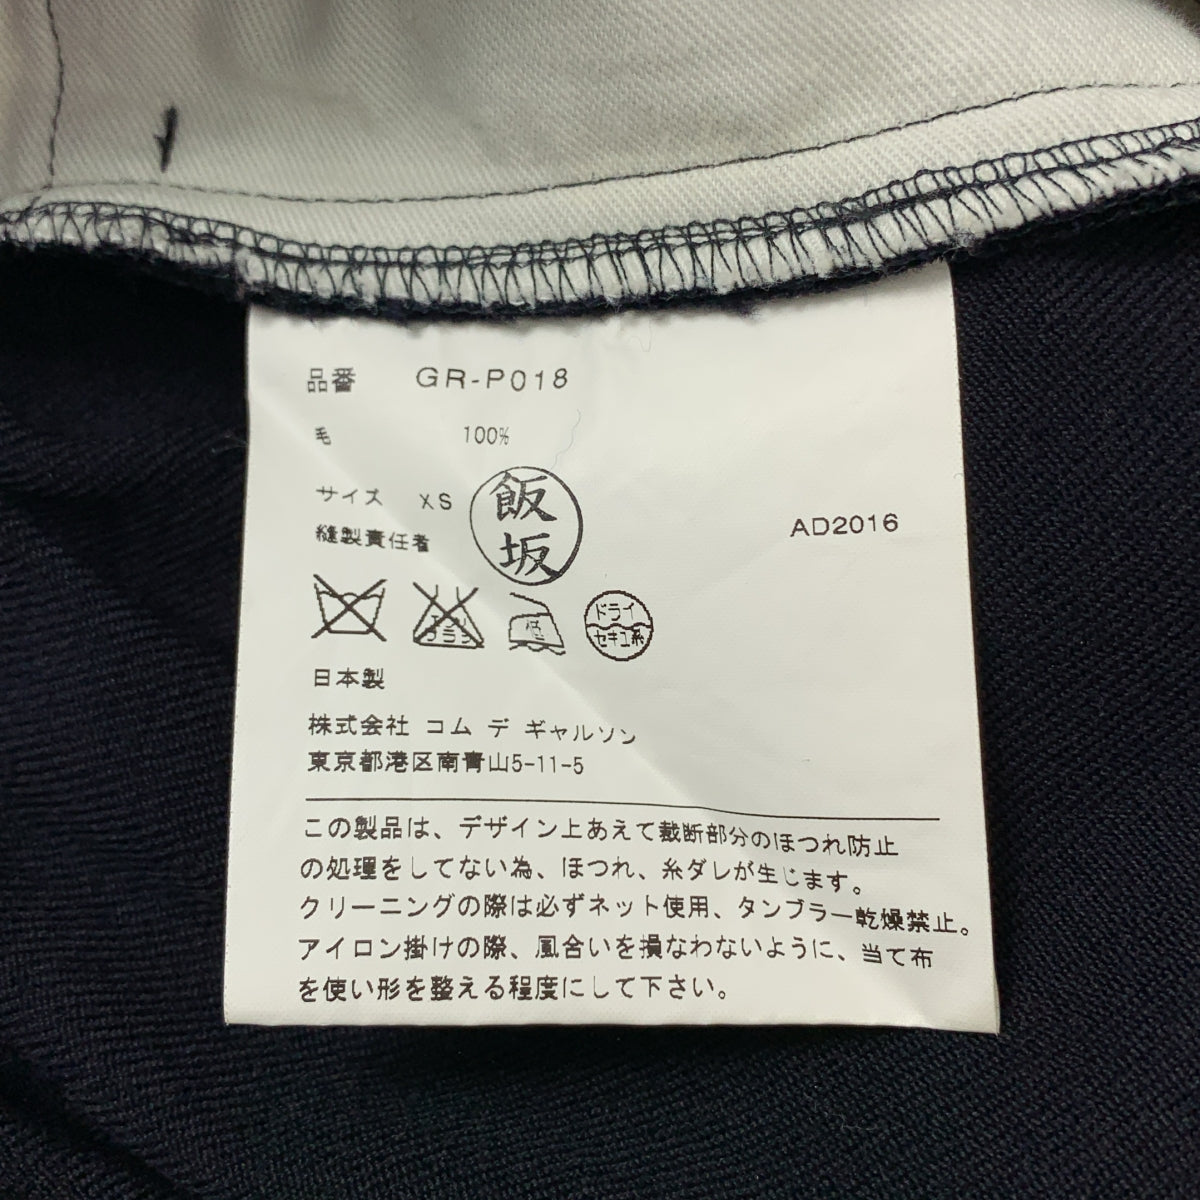 品番 GR-P018
毛 100%
サイズ XS
飯坂
縫製責任者
AD2016
低
ドライ
セキユ系
日本製
株式会社 コム デ ギャルソン
東京都港区南青山5-11-5
この製品は、デザイン上あえて裁断部分のほつれ防止
の処理をしてない為、ほつれ、糸ダレが生じます。
クリーニングの際は必ずネット使用、タンブラー乾燥禁止。
アイロン掛けの際、風合いを損なわないように、当て布
を使い形を整える程度にして下さい。